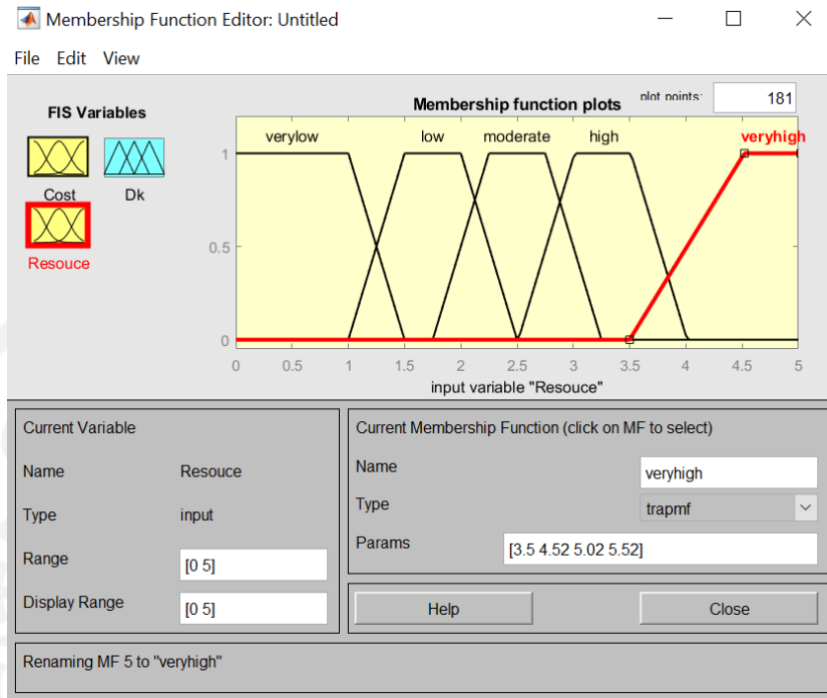 Membership Function Editor: Untitled
File Edit View
FIS Variables
Cost
Dk
Resouce
Membership function plots
plot points:
181
verylow low moderate high veryhigh
1
0.5
0
0 0.5 1 1.5 2 2.5 3 3.5 4 4.5 5
input variable "Resouce"
Current Variable
Name Resouce
Type input
Range [0 5]
Display Range [0 5]
Current Membership Function (click on MF to select)
Name veryhigh
Type trapmf
Params [3.5 4.52 5.02 5.52]
Help Close
Renaming MF 5 to "veryhigh"